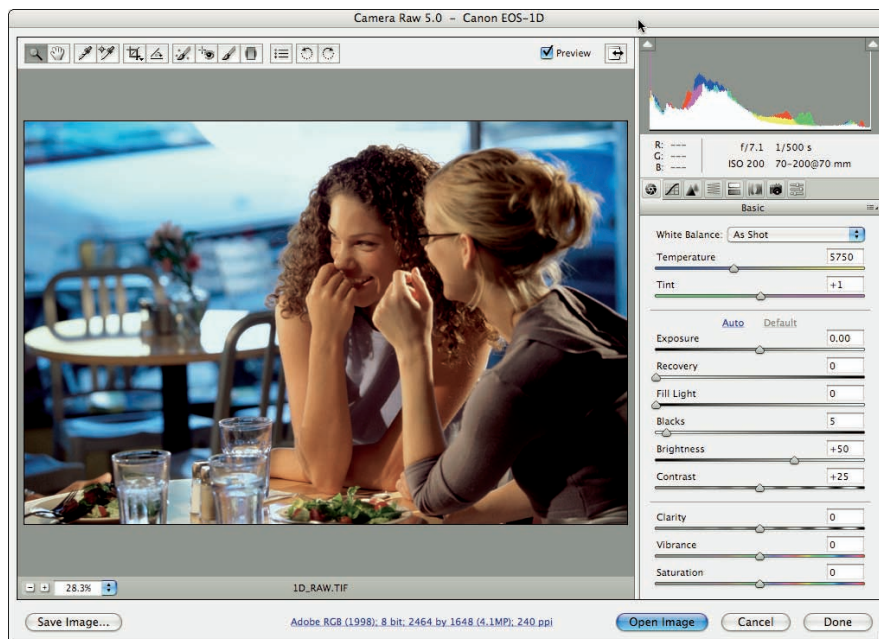 Camera Raw 5.0 – Canon EOS-1D
Preview
R: ---
G: ---
B: ---
f/7.1 1/500 s
ISO 200 70-200@70 mm
Basic
White Balance: As Shot
Temperature 5750
Tint +1
Auto Default
Exposure 0.00
Recovery 0
Fill Light 0
Blacks 5
Brightness +50
Contrast +25
Clarity 0
Vibrance 0
Saturation 0
28.3% 1D_RAW.TIF
Save Image... Adobe RGB (1998); 8 bit; 2464 by 1648 (4.1MP); 240 ppi Open Image Cancel Done